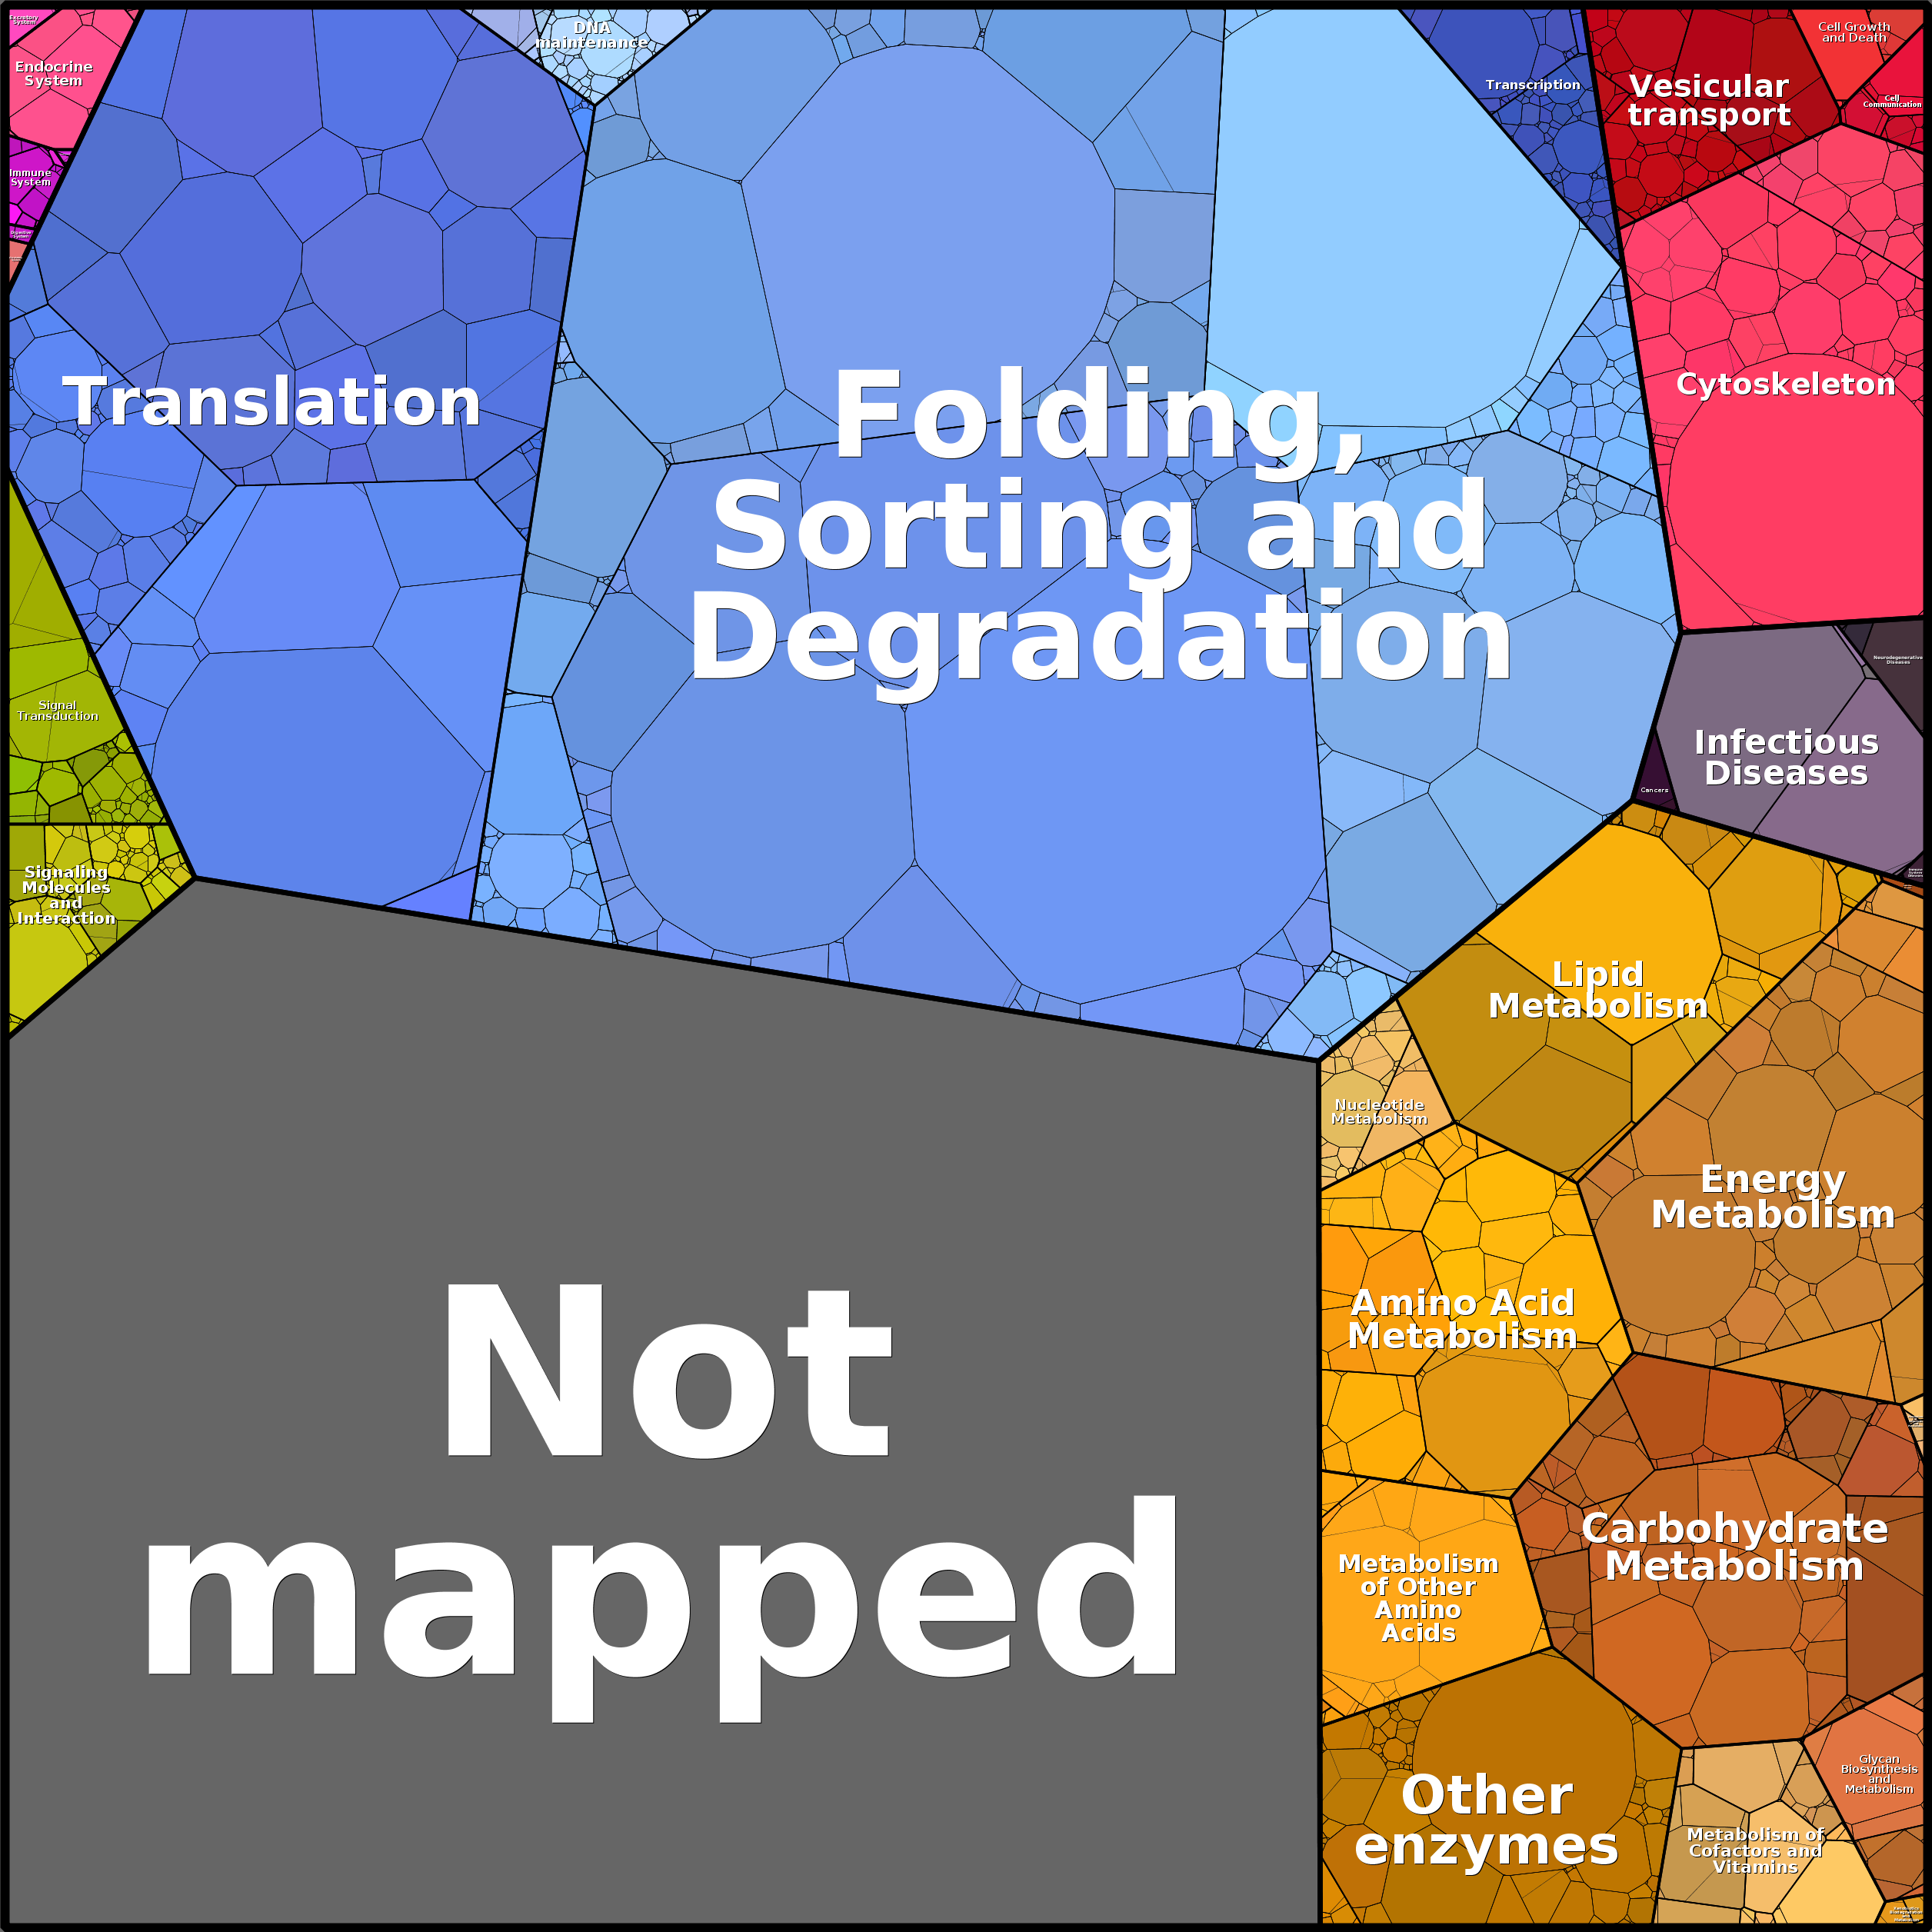 Excretory
System
Endocrine
System
Immune
System
Digestive
System
DNA
maintenance
Translation
Folding,
Sorting and
Degradation
Transcription
Vesicular
transport
Cell Growth
and Death
Cell
Communication
Cytoskeleton
Neurodegenerative
Diseases
Infectious
Diseases
Cancers
Immune
System
Diseases
Signal
Transduction
Signaling
Molecules
and
Interaction
Lipid
Metabolism
Nucleotide
Metabolism
Energy
Metabolism
Amino Acid
Metabolism
Carbohydrate
Metabolism
Metabolism
of Other
Amino
Acids
Not
mapped
Other
enzymes
Glycan
Biosynthesis
and
Metabolism
Metabolism of
Cofactors and
Vitamins